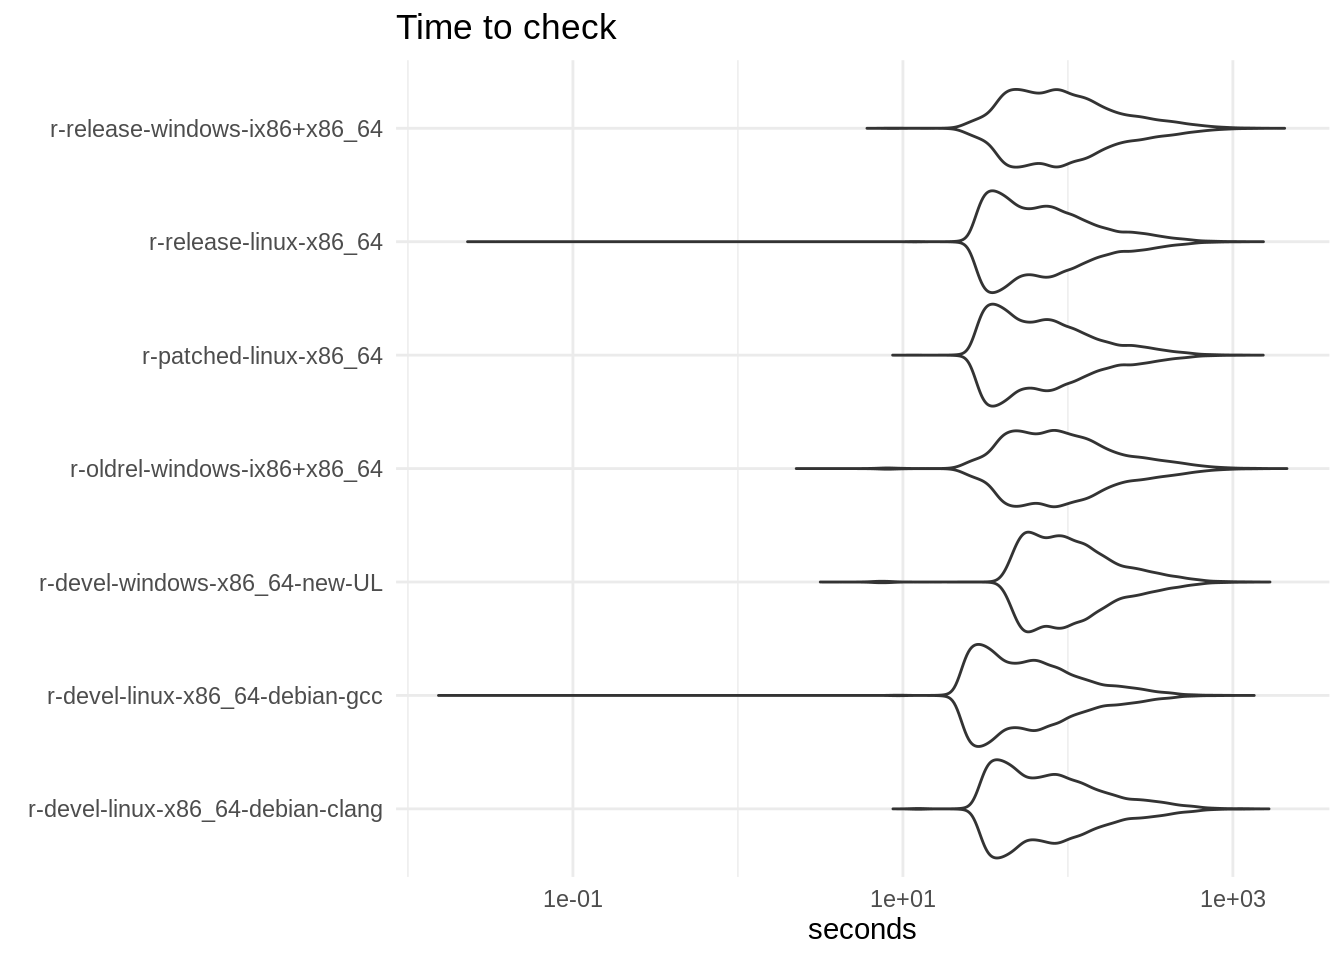 Time to check
r-release-windows-ix86+x86_64
r-release-linux-x86_64
r-patched-linux-x86_64
r-oldrel-windows-ix86+x86_64
r-devel-windows-x86_64-new-UL
r-devel-linux-x86_64-debian-gcc
r-devel-linux-x86_64-debian-clang
1e-01 1e+01 1e+03
seconds